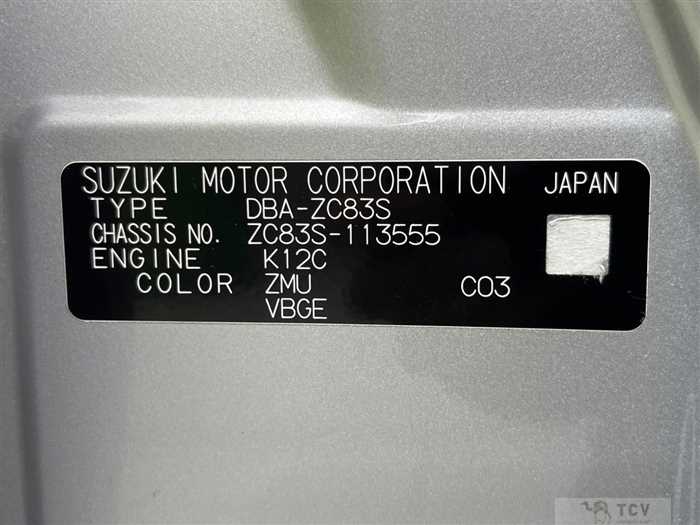 SUZUKI MOTOR CORPORATION JAPAN
TYPE DBA-ZC83S
CHASSIS NO. ZC83S-113555
ENGINE K12C
COLOR ZMU C03
VBGE
TCV